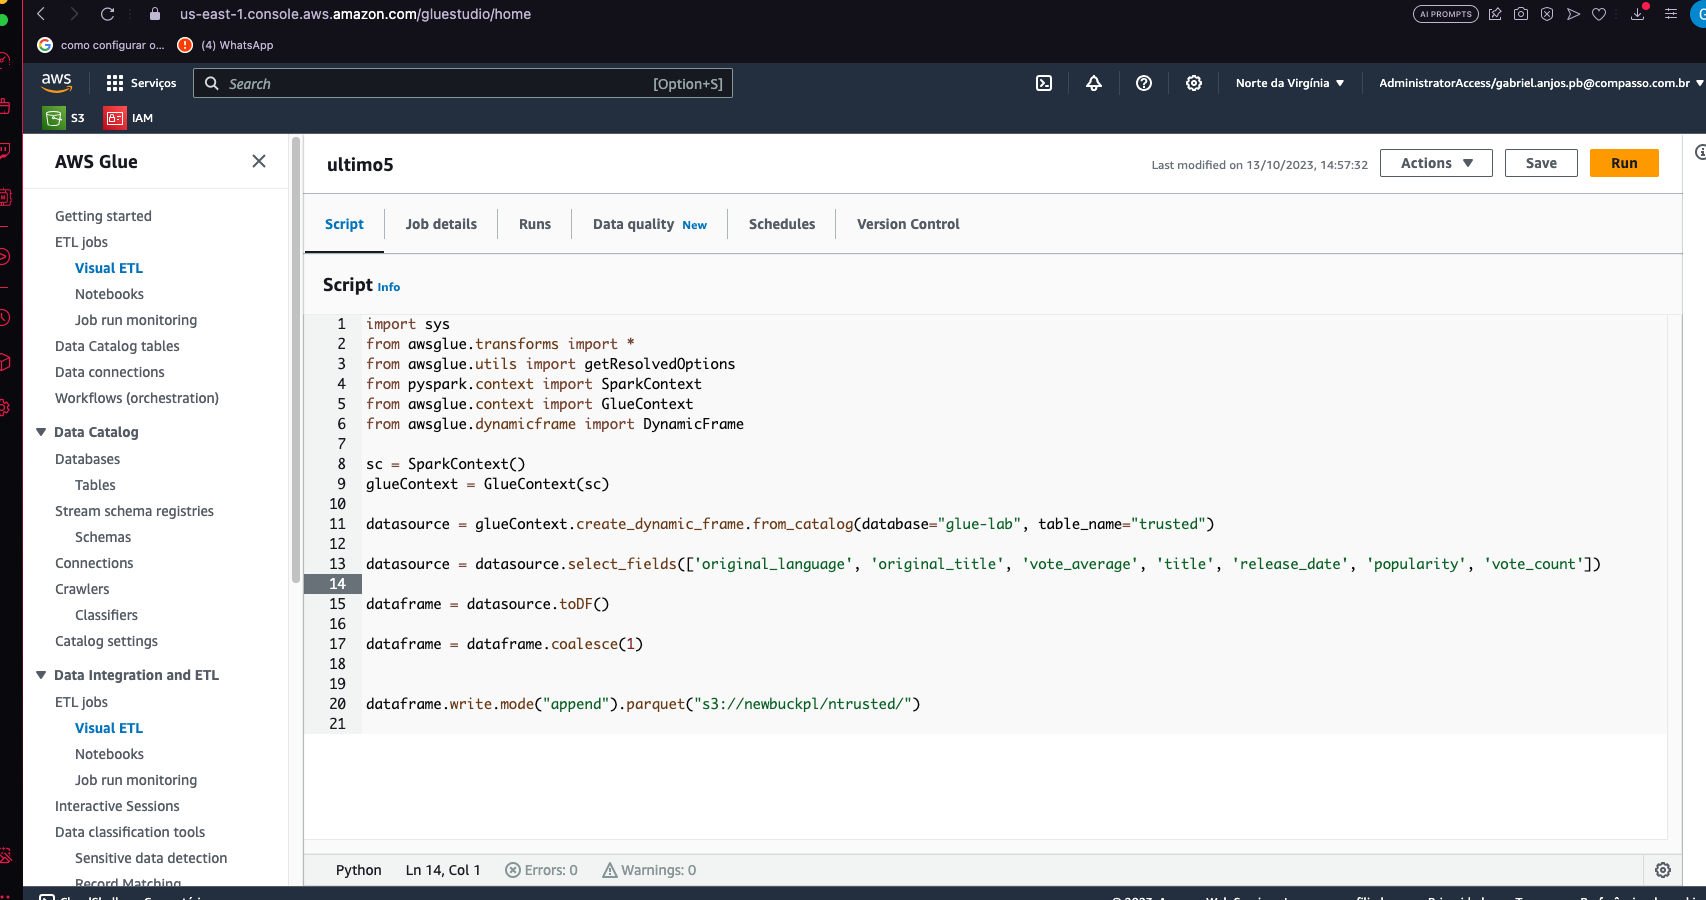 us-east-1.console.aws.amazon.com/gluestudio/home
AI PROMPTS
como configurar o...
(4) WhatsApp
aws
Serviços
Search
[Option+S]
Norte da Virgínia
AdministratorAccess/gabriel.anjos.pb@compasso.com.br
S3
IAM
AWS Glue
Getting started
ETL jobs
Visual ETL
Notebooks
Job run monitoring
Data Catalog tables
Data connections
Workflows (orchestration)
Data Catalog
Databases
Tables
Stream schema registries
Schemas
Connections
Crawlers
Classifiers
Catalog settings
Data Integration and ETL
ETL jobs
Visual ETL
Notebooks
Job run monitoring
Interactive Sessions
Data classification tools
Sensitive data detection
Record Matching
ultimo5
Last modified on 13/10/2023, 14:57:32
Actions
Save
Run
Script
Job details
Runs
Data quality New
Schedules
Version Control
Script Info
1 import sys
2 from awsglue.transforms import *
3 from awsglue.utils import getResolvedOptions
4 from pyspark.context import SparkContext
5 from awsglue.context import GlueContext
6 from awsglue.dynamicframe import DynamicFrame
7
8 sc = SparkContext()
9 glueContext = GlueContext(sc)
10
11 datasource = glueContext.create_dynamic_frame.from_catalog(database="glue-lab", table_name="trusted")
12
13 datasource = datasource.select_fields(['original_language', 'original_title', 'vote_average', 'title', 'release_date', 'popularity', 'vote_count'])
14
15 dataframe = datasource.toDF()
16
17 dataframe = dataframe.coalesce(1)
18
19
20 dataframe.write.mode("append").parquet("s3://newbuckpl/ntrusted/")
21
Python
Ln 14, Col 1
Errors: 0
Warnings: 0